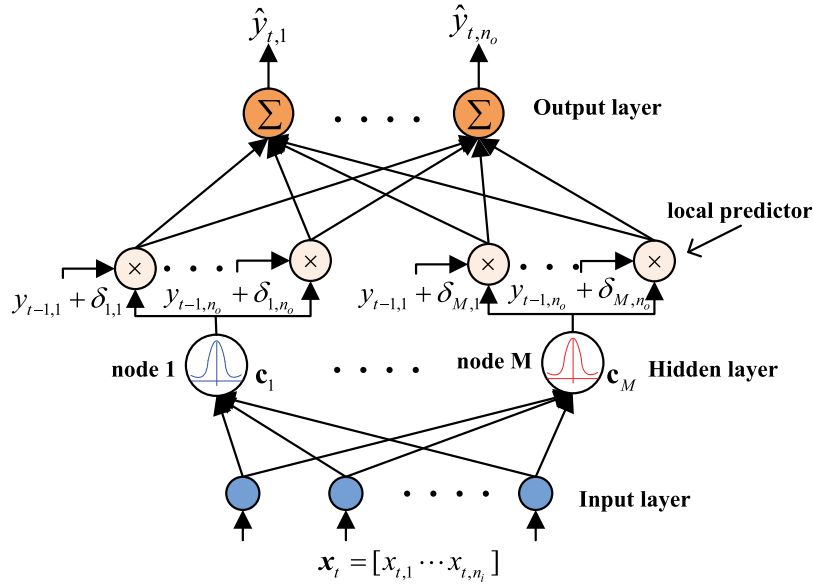 ŷ_{t,1} ŷ_{t,n_o}
Σ . . . . Σ Output layer
local predictor
× . . . . × × . . . . ×
y_{t−1,1} + δ_{1,1} y_{t−1,n_o} + δ_{1,n_o} y_{t−1,1} + δ_{M,1} y_{t−1,n_o} + δ_{M,n_o}
node 1 c_1 . . . . node M c_M Hidden layer
. . . . Input layer
x_t = [x_{t,1} ⋯ x_{t,n_i}]